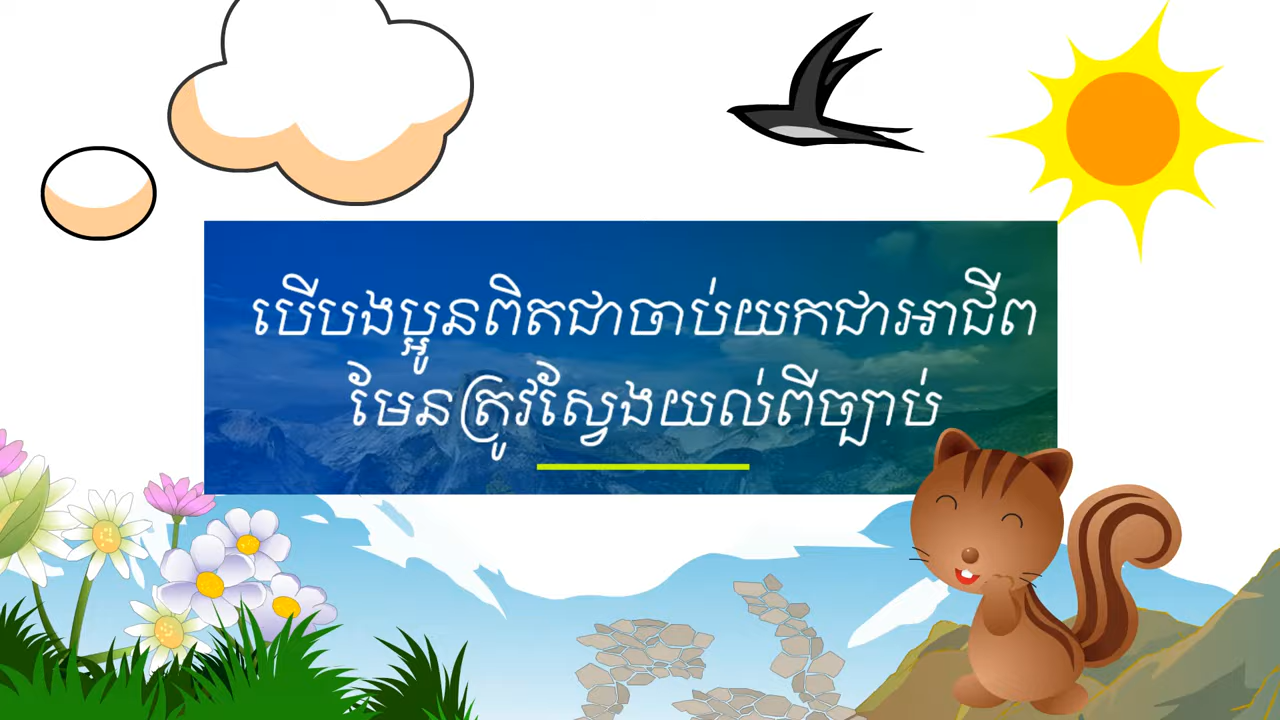 បើបងប្អូនពិតជាចាប់យកជាអាជីព
មែនត្រូវស្វែងយល់ពីច្បាប់